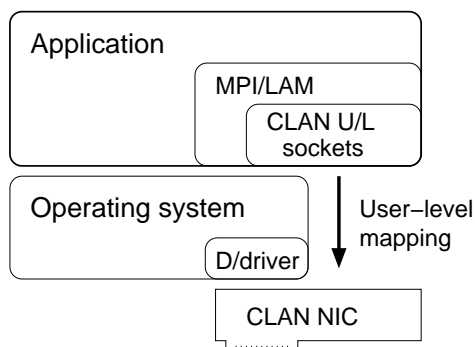 Application
MPI/LAM
CLAN U/L
sockets
Operating system
D/driver
User−level
mapping
CLAN NIC